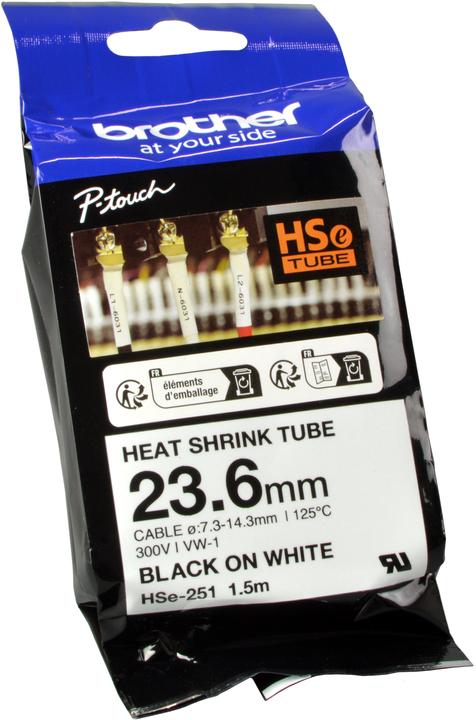 brother
at your side
P-touch
HSe
TUBE
L1-6031
N-6031
L2-6031
FR
éléments
d'emballage
FR
HEAT SHRINK TUBE
23.6mm
CABLE ø:7.3-14.3mm | 125°C
300V | VW-1
BLACK ON WHITE
HSe-251 1.5m